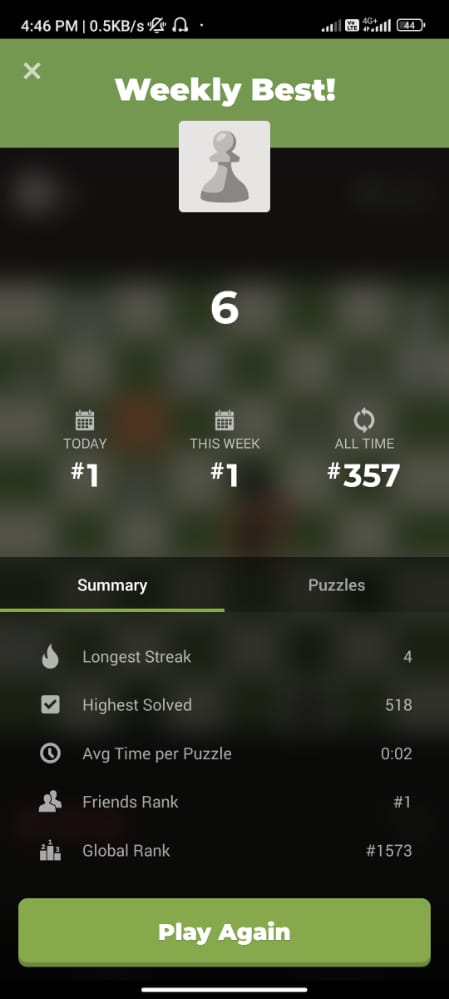 4:46 PM | 0.5KB/s
Vo LTE 4G+ 44
Weekly Best!
6
TODAY THIS WEEK ALL TIME
#1 #1 #357
Summary Puzzles
Longest Streak 4
Highest Solved 518
Avg Time per Puzzle 0:02
Friends Rank #1
Global Rank #1573
Play Again